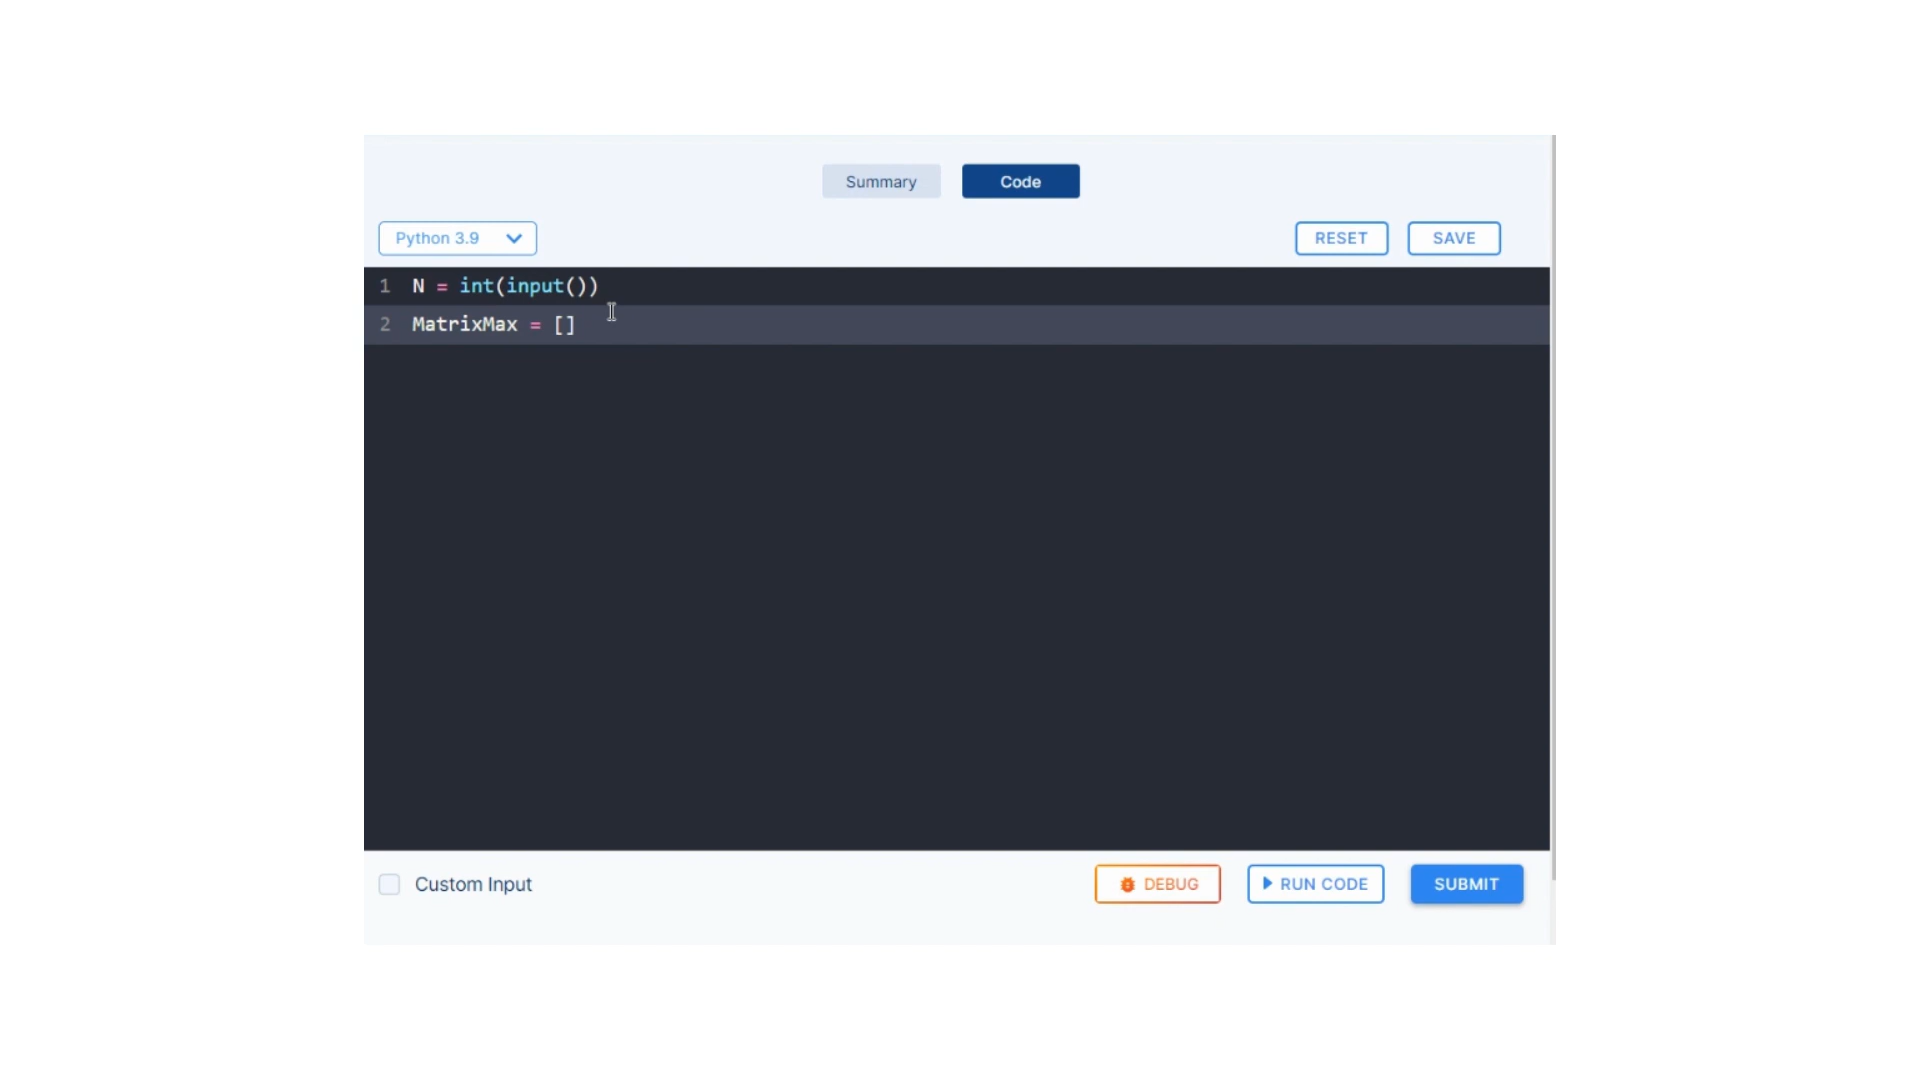 Summary Code
Python 3.9 RESET SAVE
1 N = int(input())
2 MatrixMax = []
Custom Input DEBUG RUN CODE SUBMIT